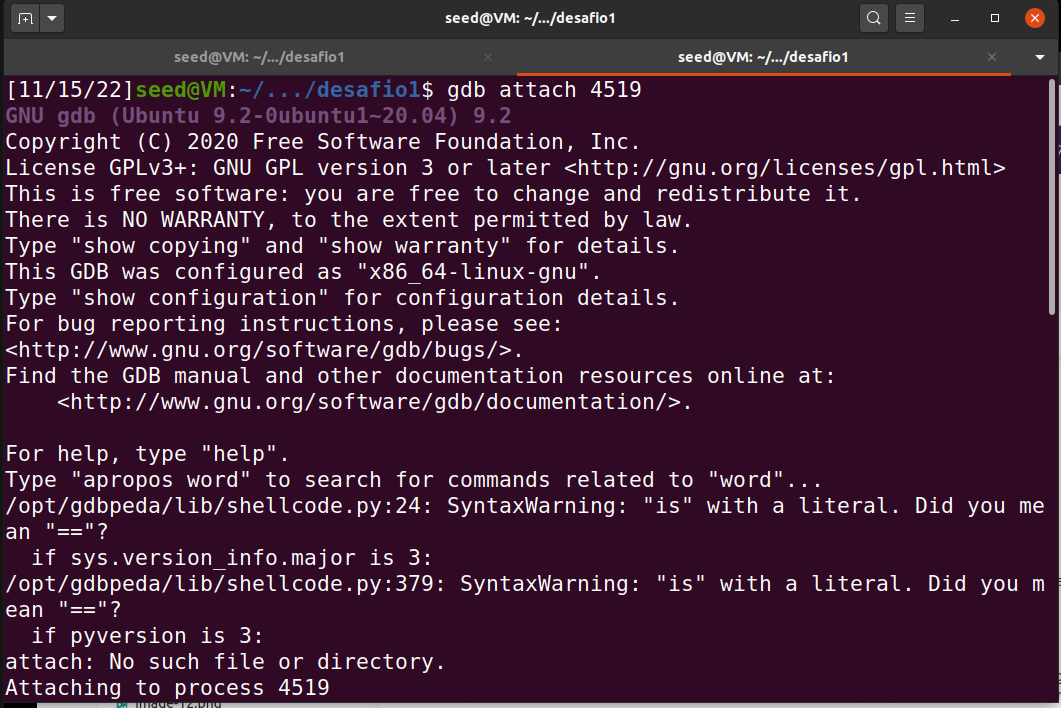 seed@VM: ~/.../desafio1
seed@VM: ~/.../desafio1
seed@VM: ~/.../desafio1
[11/15/22]seed@VM:~/.../desafio1$ gdb attach 4519
GNU gdb (Ubuntu 9.2-0ubuntu1~20.04) 9.2
Copyright (C) 2020 Free Software Foundation, Inc.
License GPLv3+: GNU GPL version 3 or later <http://gnu.org/licenses/gpl.html>
This is free software: you are free to change and redistribute it.
There is NO WARRANTY, to the extent permitted by law.
Type "show copying" and "show warranty" for details.
This GDB was configured as "x86_64-linux-gnu".
Type "show configuration" for configuration details.
For bug reporting instructions, please see:
<http://www.gnu.org/software/gdb/bugs/>.
Find the GDB manual and other documentation resources online at:
    <http://www.gnu.org/software/gdb/documentation/>.

For help, type "help".
Type "apropos word" to search for commands related to "word"...
/opt/gdbpeda/lib/shellcode.py:24: SyntaxWarning: "is" with a literal. Did you me
an "=="?
  if sys.version_info.major is 3:
/opt/gdbpeda/lib/shellcode.py:379: SyntaxWarning: "is" with a literal. Did you m
ean "=="?
  if pyversion is 3:
attach: No such file or directory.
Attaching to process 4519
image-12.png